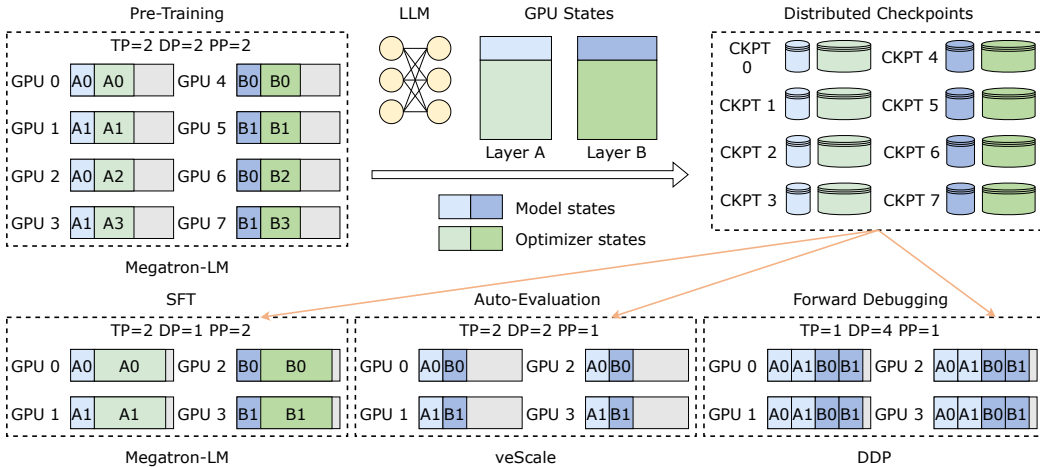 Pre-Training
LLM
GPU States
Distributed Checkpoints
TP=2 DP=2 PP=2
GPU 0 A0 A0 GPU 4 B0 B0
GPU 1 A1 A1 GPU 5 B1 B1
GPU 2 A0 A2 GPU 6 B0 B2
GPU 3 A1 A3 GPU 7 B1 B3
Megatron-LM
Layer A
Layer B
Model states
Optimizer states
CKPT
0
CKPT 4
CKPT 1
CKPT 5
CKPT 2
CKPT 6
CKPT 3
CKPT 7
SFT
TP=2 DP=1 PP=2
GPU 0 A0 A0 GPU 2 B0 B0
GPU 1 A1 A1 GPU 3 B1 B1
Megatron-LM
Auto-Evaluation
TP=2 DP=2 PP=1
GPU 0 A0 B0 GPU 2 A0 B0
GPU 1 A1 B1 GPU 3 A1 B1
veScale
Forward Debugging
TP=1 DP=4 PP=1
GPU 0 A0 A1 B0 B1 GPU 2 A0 A1 B0 B1
GPU 1 A0 A1 B0 B1 GPU 3 A0 A1 B0 B1
DDP